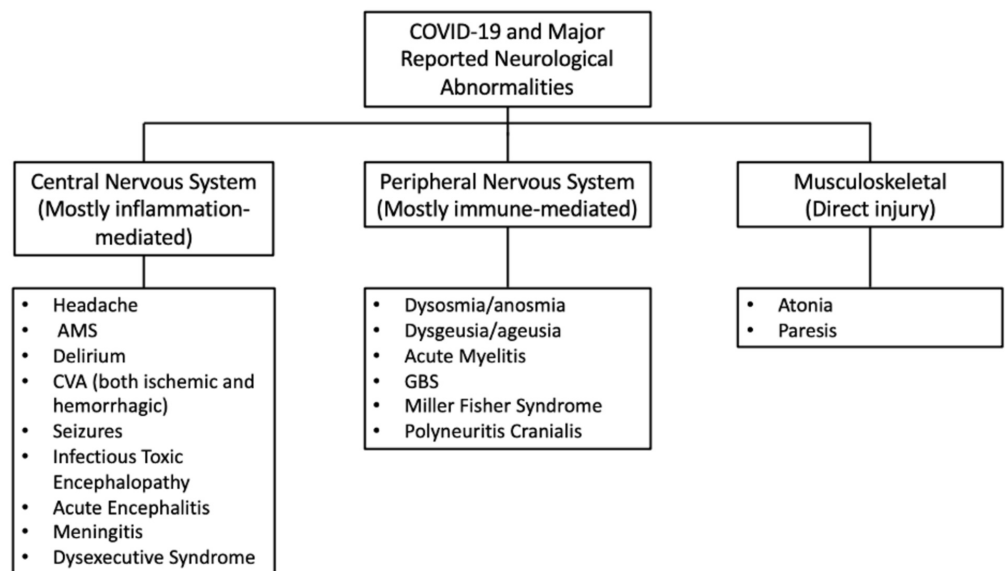 COVID-19 and Major
Reported Neurological
Abnormalities
Central Nervous System
(Mostly inflammation-
mediated)
Peripheral Nervous System
(Mostly immune-mediated)
Musculoskeletal
(Direct injury)
• Headache
• AMS
• Delirium
• CVA (both ischemic and
hemorrhagic)
• Seizures
• Infectious Toxic
Encephalopathy
• Acute Encephalitis
• Meningitis
• Dysexecutive Syndrome
• Dysosmia/anosmia
• Dysgeusia/ageusia
• Acute Myelitis
• GBS
• Miller Fisher Syndrome
• Polyneuritis Cranialis
• Atonia
• Paresis